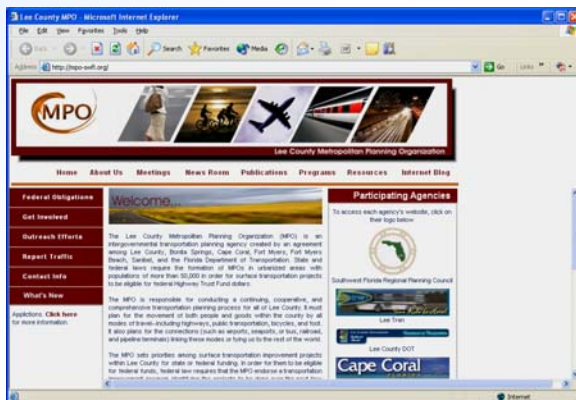 Lee County MPO - Microsoft Internet Explorer
File Edit View Favorites Tools Help
Back Search Favorites Media
Address http://mpo-swfl.org/ Go Links
MPO
Lee County Metropolitan Planning Organization
Home About Us Meetings News Room Publications Programs Resources Internet Blog
Federal Obligations
Get Involved
Outreach Efforts
Report Traffic
Contact Info
What's New
Applictions. Click here
for more information.
Welcome...
The Lee County Metropolitan Planning Organization (MPO) is an
intergovernmental transportation planning agency created by an agreement
among Lee County, Bonita Springs, Cape Coral, Fort Myers, Fort Myers
Beach, Sanibel, and the Florida Department of Transportation. State and
federal laws require the formation of MPOs in urbanized areas with
populations of more than 50,000 in order for surface transportation projects
to be eligible for federal Highway Trust Fund dollars.
The MPO is responsible for conducting a continuing, cooperative, and
comprehensive transportation planning process for all of Lee County. It must
plan for the movement of both people and goods within the county by all
modes of travel—including highways, public transportation, bicycles, and foot.
It also plans for the connections (such as airports, seaports, or bus, railroad,
and pipeline terminals) linking these modes or tying us to the rest of the world.
The MPO sets priorities among surface transportation improvement projects
within Lee County for state or federal funding. In order for them to be eligible
for federal funds, federal law requires that the MPO endorse a transportation
Participating Agencies
To access each agency's website, click on
their logo below
Southwest Florida Regional Planning Council
Lee Tran
Lee County DOT
Cape Coral
Internet